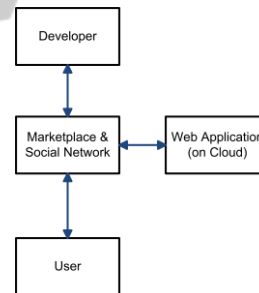 Developer
Marketplace &
Social Network
Web Application
(on Cloud)
User